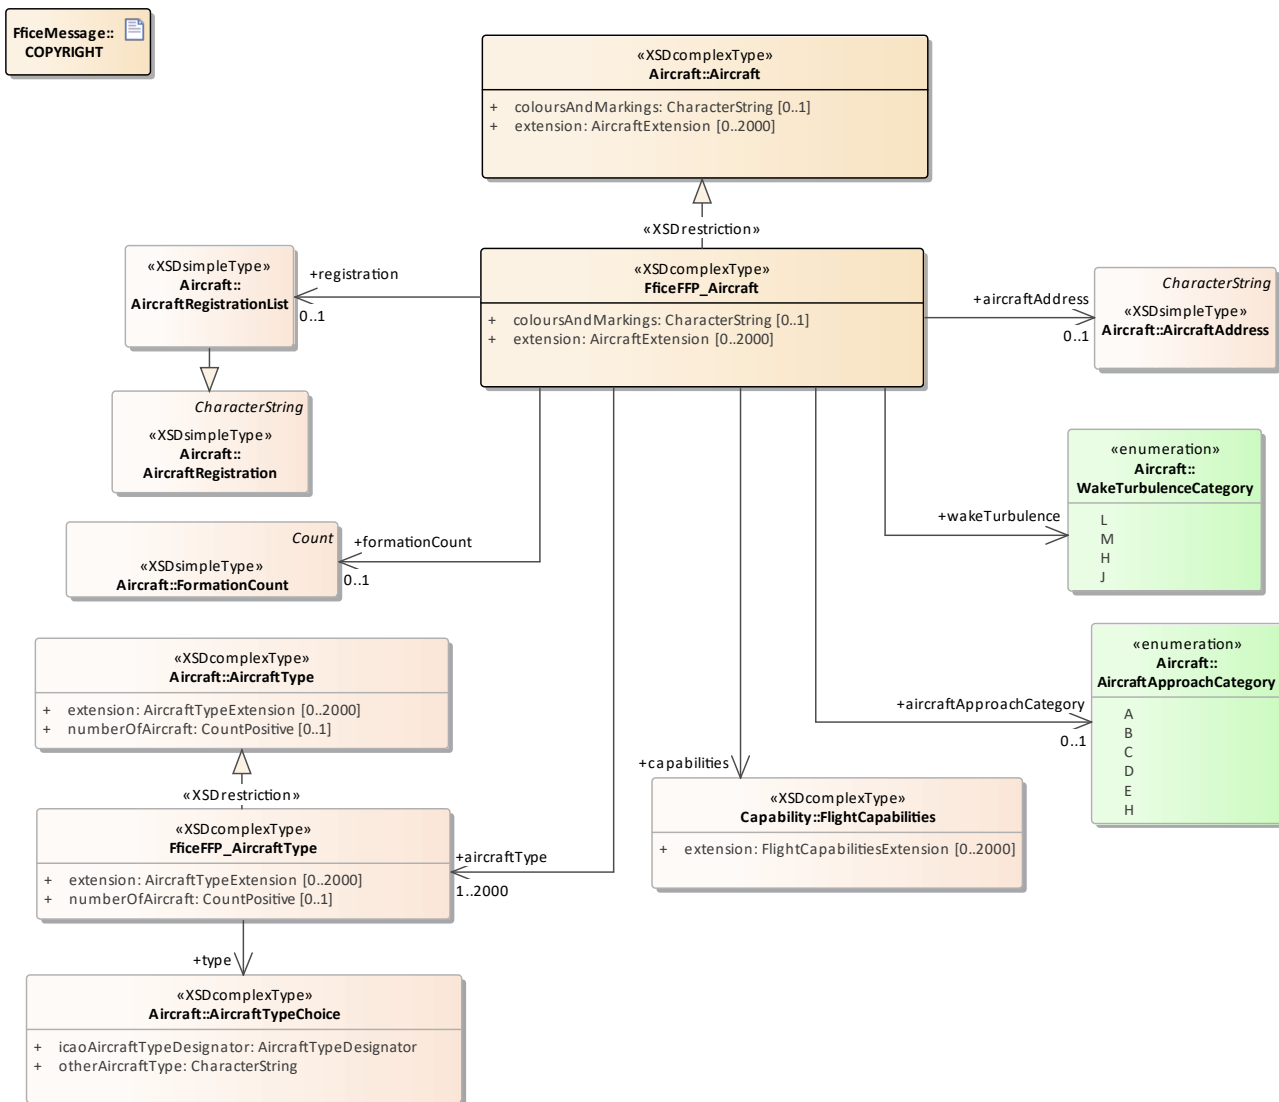 FficeMessage::
COPYRIGHT
«XSDcomplexType»
Aircraft::Aircraft
+ coloursAndMarkings: CharacterString [0..1]
+ extension: AircraftExtension [0..2000]
«XSDrestriction»
«XSDsimpleType»
Aircraft::
AircraftRegistrationList
+registration
0..1
«XSDcomplexType»
FficeFFP_Aircraft
+ coloursAndMarkings: CharacterString [0..1]
+ extension: AircraftExtension [0..2000]
+aircraftAddress
0..1
CharacterString
«XSDsimpleType»
Aircraft::AircraftAddress
CharacterString
«XSDsimpleType»
Aircraft::
AircraftRegistration
«enumeration»
Aircraft::
WakeTurbulenceCategory
L
M
H
J
+wakeTurbulence
Count
«XSDsimpleType»
Aircraft::FormationCount
+formationCount
0..1
«XSDcomplexType»
Aircraft::AircraftType
+ extension: AircraftTypeExtension [0..2000]
+ numberOfAircraft: CountPositive [0..1]
«XSDrestriction»
«enumeration»
Aircraft::
AircraftApproachCategory
A
B
C
D
E
H
+aircraftApproachCategory
0..1
+capabilities
«XSDcomplexType»
Capability::FlightCapabilities
+ extension: FlightCapabilitiesExtension [0..2000]
«XSDcomplexType»
FficeFFP_AircraftType
+ extension: AircraftTypeExtension [0..2000]
+ numberOfAircraft: CountPositive [0..1]
+aircraftType
1..2000
+type
«XSDcomplexType»
Aircraft::AircraftTypeChoice
+ icaoAircraftTypeDesignator: AircraftTypeDesignator
+ otherAircraftType: CharacterString